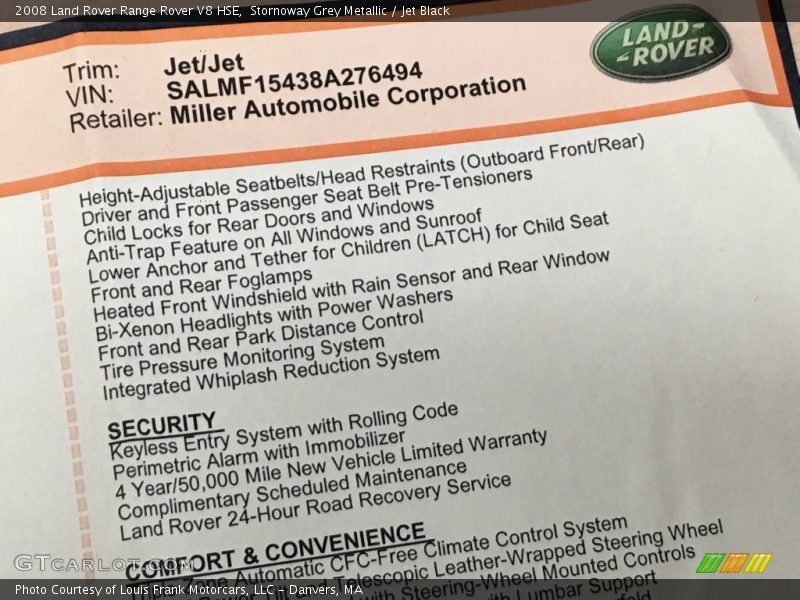 2008 Land Rover Range Rover V8 HSE, Stornoway Grey Metallic / Jet Black
LAND-
-ROVER
Trim: Jet/Jet
VIN: SALMF15438A276494
Retailer: Miller Automobile Corporation
Height-Adjustable Seatbelts/Head Restraints (Outboard Front/Rear)
Driver and Front Passenger Seat Belt Pre-Tensioners
Child Locks for Rear Doors and Windows
Anti-Trap Feature on All Windows and Sunroof
Lower Anchor and Tether for Children (LATCH) for Child Seat
Front and Rear Foglamps
Heated Front Windshield with Rain Sensor and Rear Window
Bi-Xenon Headlights with Power Washers
Front and Rear Park Distance Control
Tire Pressure Monitoring System
Integrated Whiplash Reduction System
SECURITY
Keyless Entry System with Rolling Code
Perimetric Alarm with Immobilizer
4 Year/50,000 Mile New Vehicle Limited Warranty
Complimentary Scheduled Maintenance
Land Rover 24-Hour Road Recovery Service
COMFORT & CONVENIENCE
Automatic CFC-Free Climate Control System
Telescopic Leather-Wrapped Steering Wheel
with Steering-Wheel Mounted Controls
with Lumbar Support
GTcarlot.com
Photo Courtesy of Louis Frank Motorcars, LLC - Danvers, MA